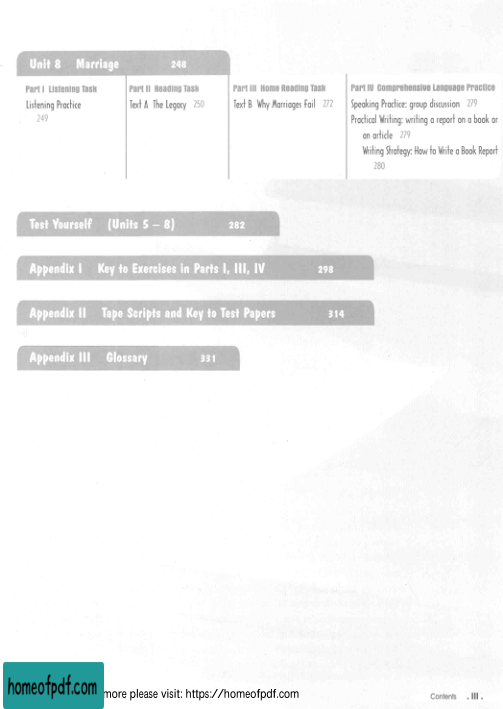 Unit 8 Marriage 248
Part I Listening Task
Listening Practice
249
Part II Reading Task
Text A The Legacy 250
Part III Home Reading Task
Text B Why Marriages Fail 272
Part IV Comprehensive Language Practice
Speaking Practice: group discussion 279
Practical Writing: writing a report on a book or
an article 279
Writing Strategy: How to Write a Book Report
280
Test Yourself (Units 5 – 8) 282
Appendix I Key to Exercises in Parts I, III, IV 298
Appendix II Tape Scripts and Key to Test Papers 314
Appendix III Glossary 331
homeofpdf.com
more please visit: https://homeofpdf.com
Contents . III .